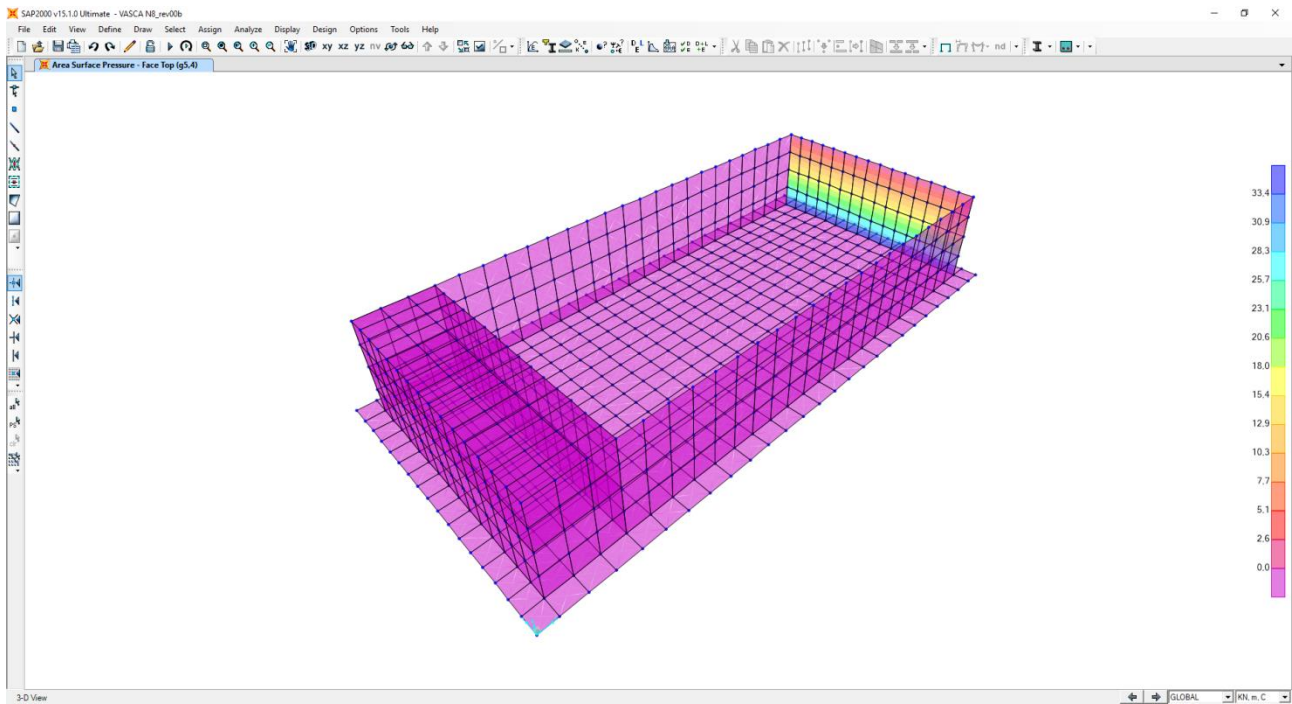 SAP2000 v15.1.0 Ultimate - VASCA N8_rev00b
File Edit View Define Draw Select Assign Analyze Display Design Options Tools Help
3D xy xz yz nv nd
Area Surface Pressure - Face Top (g5.4)
33,4
30,9
28,3
25,7
23,1
20,6
18,0
15,4
12,9
10,3
7,7
5,1
2,6
0,0
3-D View
GLOBAL
KN, m, C